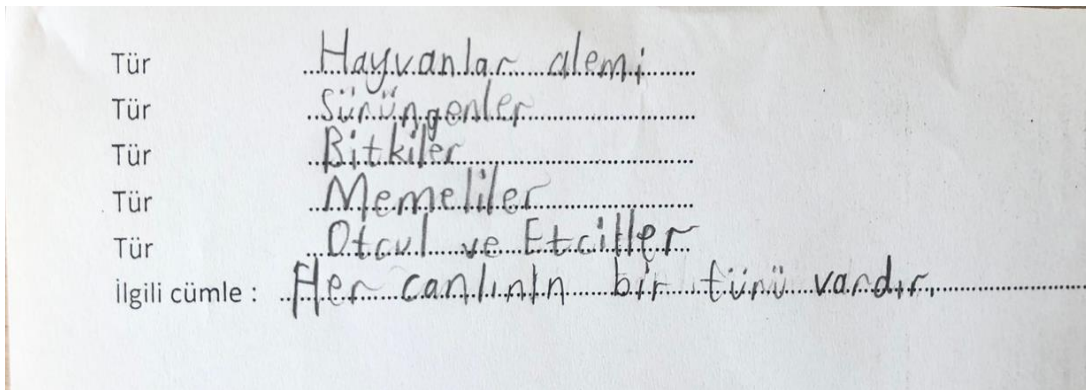 Tür Hayvanlar alemi
Tür Sürüngenler
Tür Bitkiler
Tür Memeliler
Tür Otcul ve Etciller
İlgili cümle : Her canlının bir türü vardır.